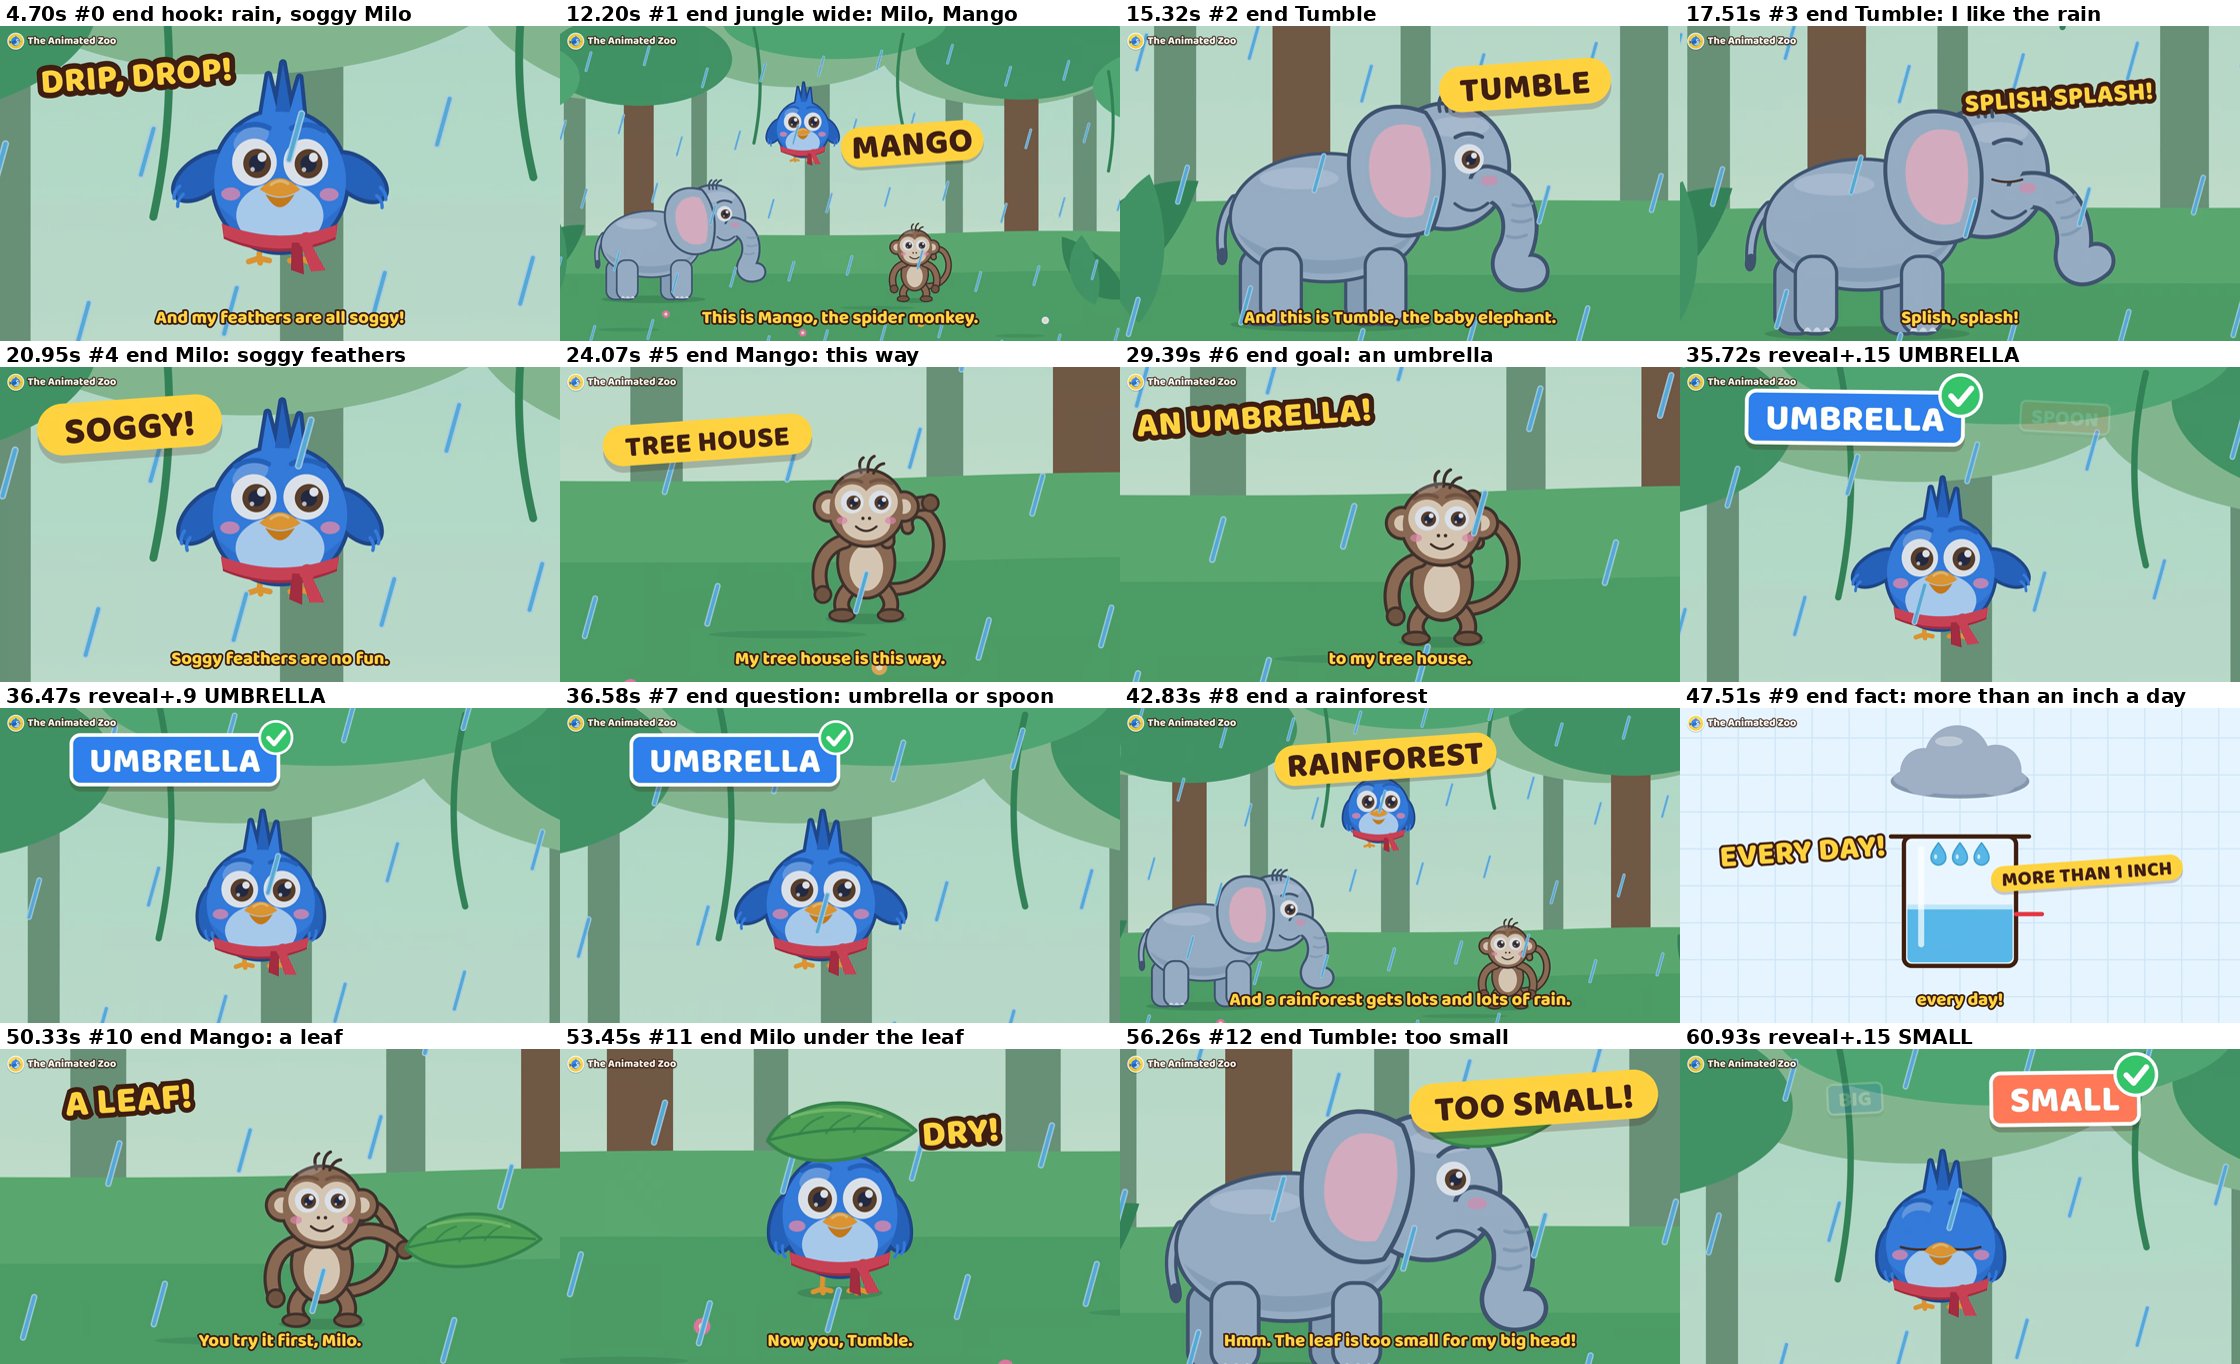 4.70s #0 end hook: rain, soggy Milo
The Animated Zoo
DRIP, DROP!
And my feathers are all soggy!
12.20s #1 end jungle wide: Milo, Mango
The Animated Zoo
MANGO
This is Mango, the spider monkey.
15.32s #2 end Tumble
The Animated Zoo
TUMBLE
And this is Tumble, the baby elephant.
17.51s #3 end Tumble: I like the rain
The Animated Zoo
SPLISH SPLASH!
Splish, splash!
20.95s #4 end Milo: soggy feathers
The Animated Zoo
SOGGY!
Soggy feathers are no fun.
24.07s #5 end Mango: this way
The Animated Zoo
TREE HOUSE
My tree house is this way.
29.39s #6 end goal: an umbrella
The Animated Zoo
AN UMBRELLA!
to my tree house.
35.72s reveal+.15 UMBRELLA
The Animated Zoo
UMBRELLA
SPOON
36.47s reveal+.9 UMBRELLA
The Animated Zoo
UMBRELLA
36.58s #7 end question: umbrella or spoon
The Animated Zoo
UMBRELLA
42.83s #8 end a rainforest
The Animated Zoo
RAINFOREST
And a rainforest gets lots and lots of rain.
47.51s #9 end fact: more than an inch a day
The Animated Zoo
EVERY DAY!
MORE THAN 1 INCH
every day!
50.33s #10 end Mango: a leaf
The Animated Zoo
A LEAF!
You try it first, Milo.
53.45s #11 end Milo under the leaf
The Animated Zoo
DRY!
Now you, Tumble.
56.26s #12 end Tumble: too small
The Animated Zoo
TOO SMALL!
Hmm. The leaf is too small for my big head!
60.93s reveal+.15 SMALL
The Animated Zoo
BIG
SMALL